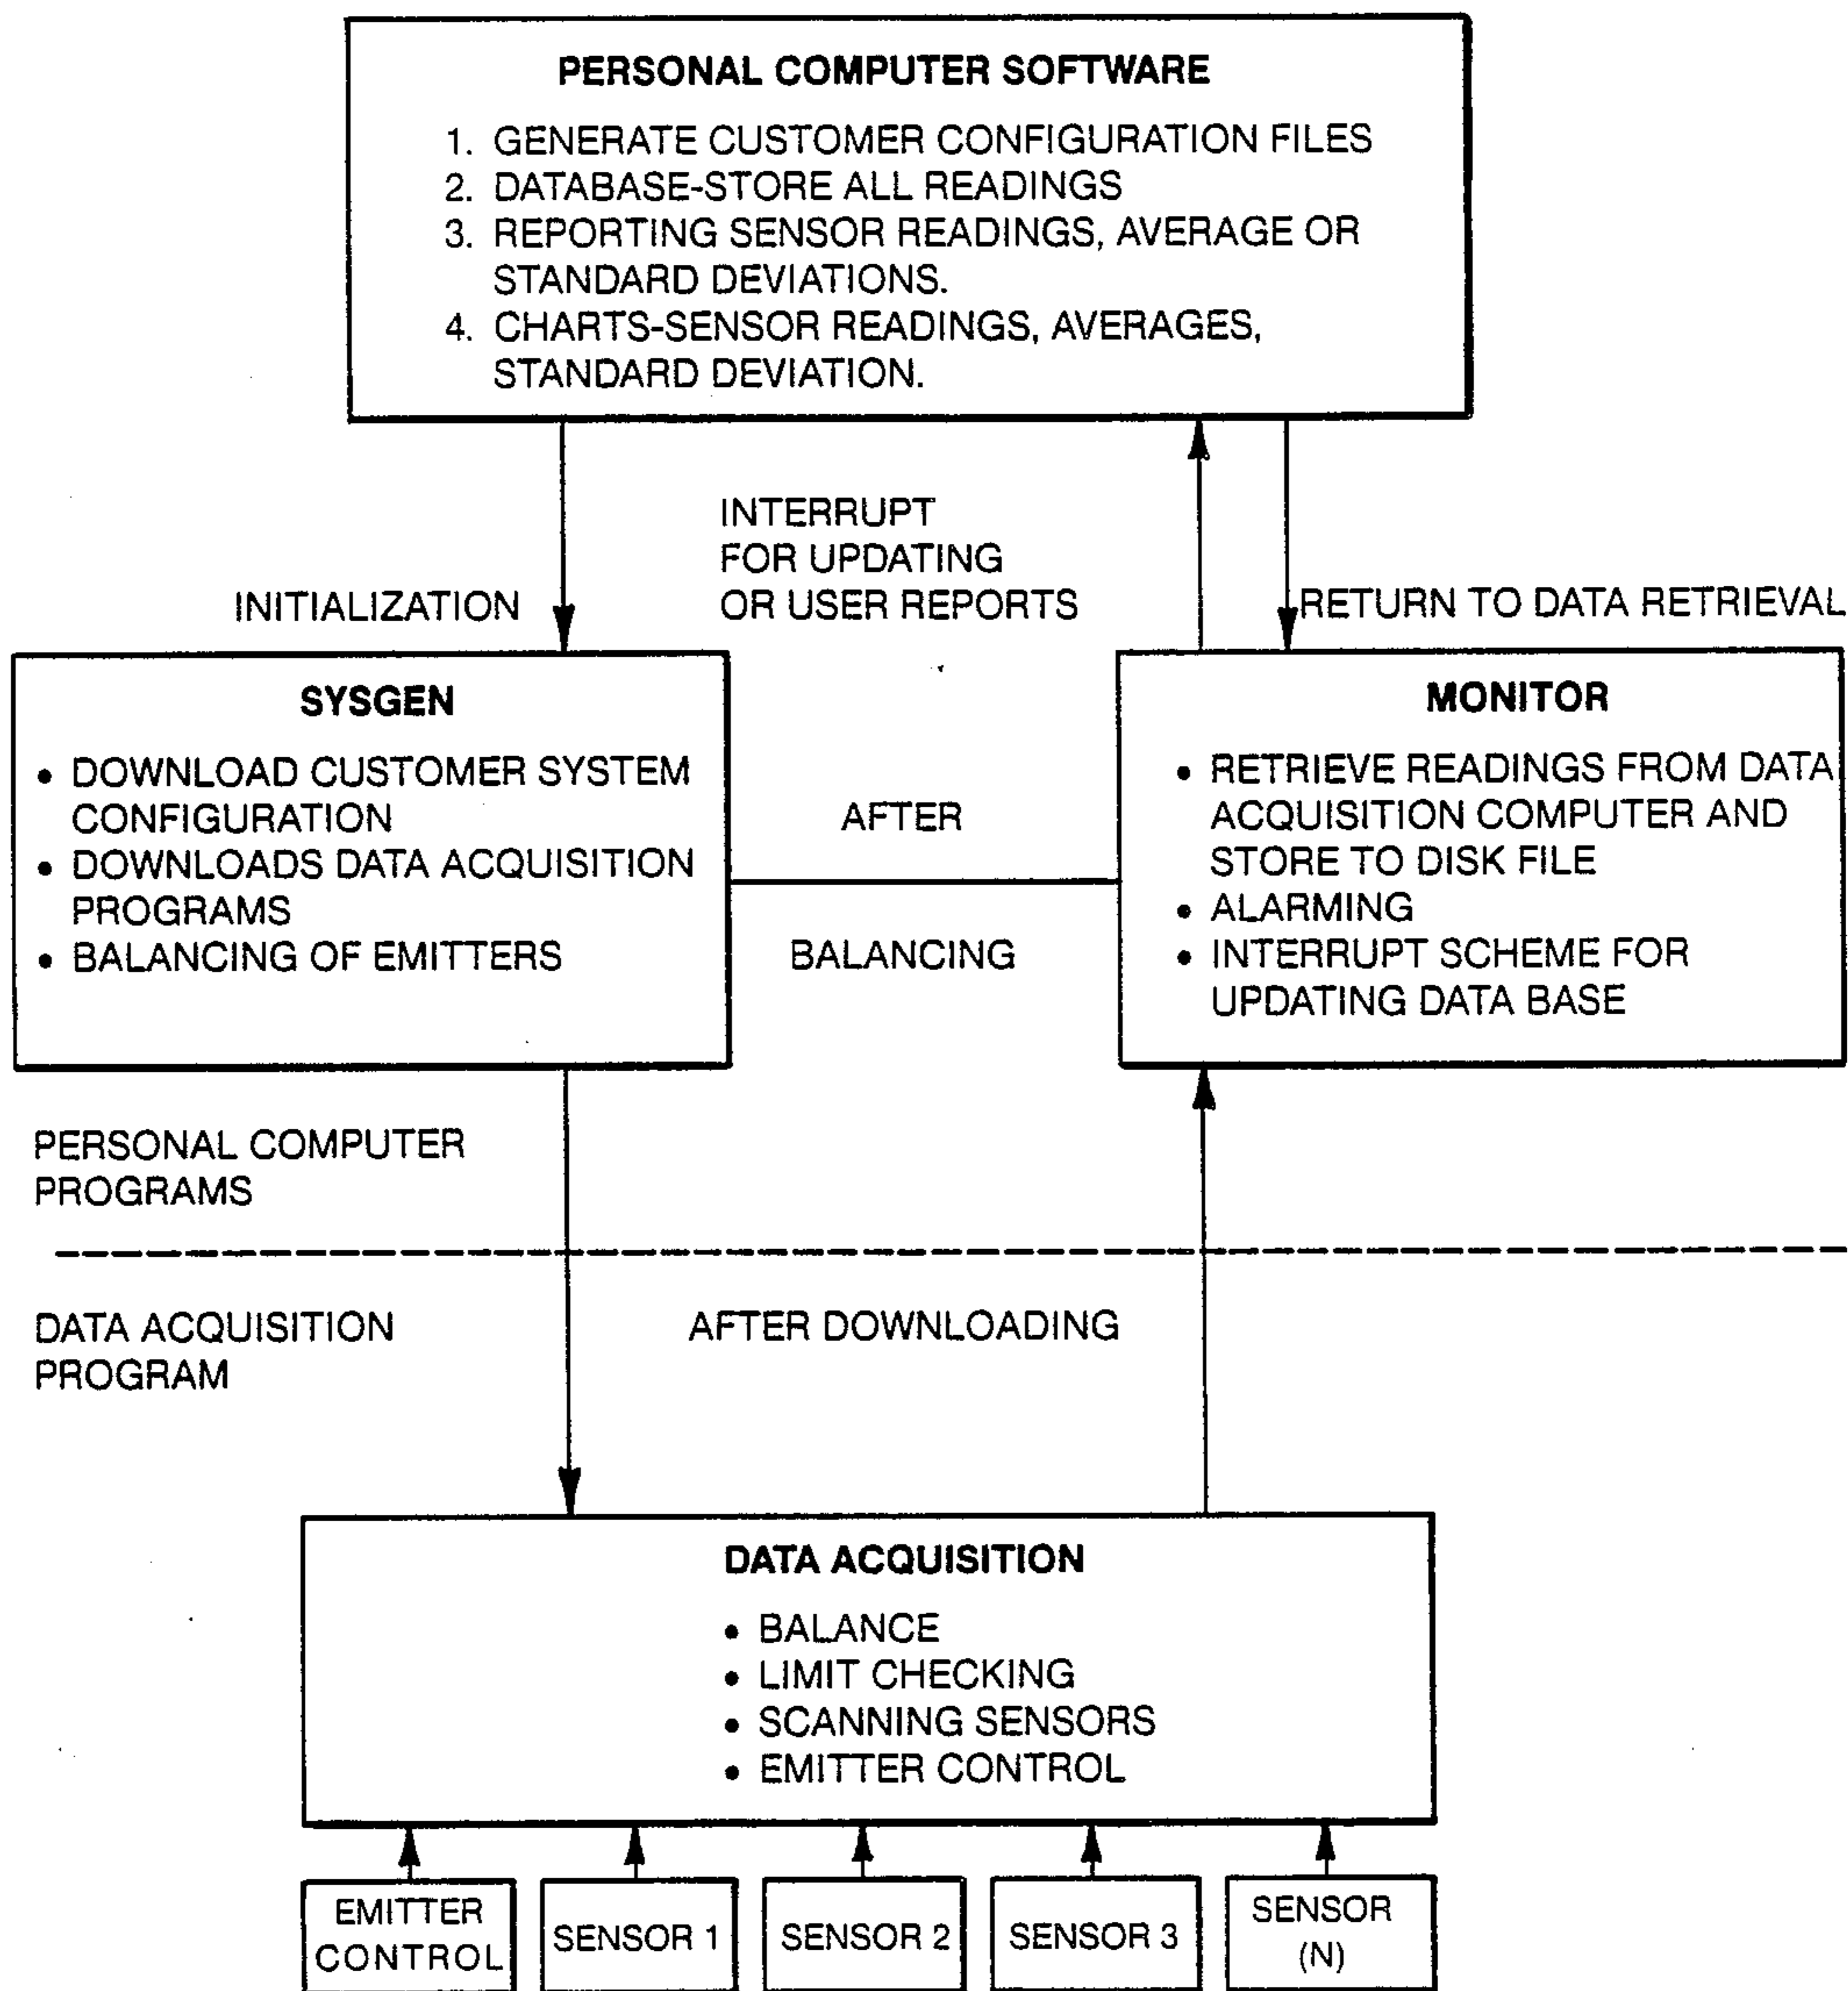 PERSONAL COMPUTER SOFTWARE
1. GENERATE CUSTOMER CONFIGURATION FILES
2. DATABASE-STORE ALL READINGS
3. REPORTING SENSOR READINGS, AVERAGE OR
STANDARD DEVIATIONS.
4. CHARTS-SENSOR READINGS, AVERAGES,
STANDARD DEVIATION.
INITIALIZATION
INTERRUPT
FOR UPDATING
OR USER REPORTS
RETURN TO DATA RETRIEVAL
SYSGEN
• DOWNLOAD CUSTOMER SYSTEM
CONFIGURATION
• DOWNLOADS DATA ACQUISITION
PROGRAMS
• BALANCING OF EMITTERS
AFTER
BALANCING
MONITOR
• RETRIEVE READINGS FROM DATA
ACQUISITION COMPUTER AND
STORE TO DISK FILE
• ALARMING
• INTERRUPT SCHEME FOR
UPDATING DATA BASE
PERSONAL COMPUTER
PROGRAMS
DATA ACQUISITION
PROGRAM
AFTER DOWNLOADING
DATA ACQUISITION
• BALANCE
• LIMIT CHECKING
• SCANNING SENSORS
• EMITTER CONTROL
EMITTER
CONTROL
SENSOR 1
SENSOR 2
SENSOR 3
SENSOR
(N)